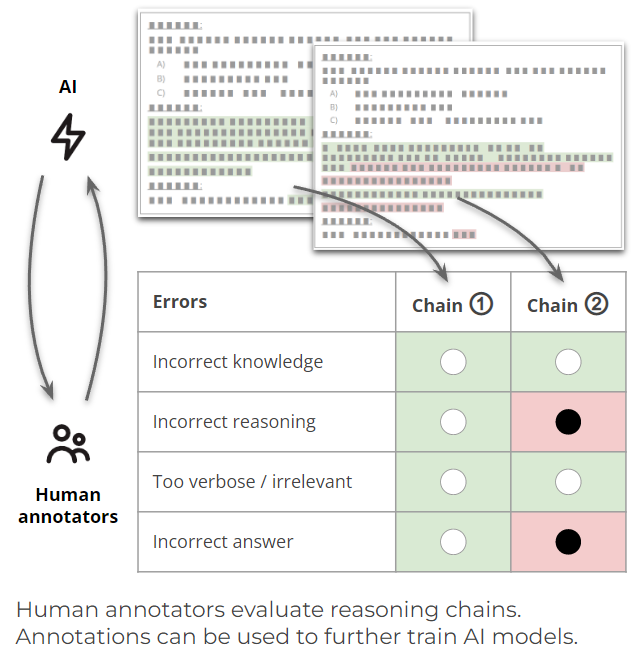 AI
A)
B)
C)
A)
B)
C)
Errors
Chain ①
Chain ②
Incorrect knowledge
Incorrect reasoning
Too verbose / irrelevant
Incorrect answer
Human
annotators
Human annotators evaluate reasoning chains.
Annotations can be used to further train AI models.